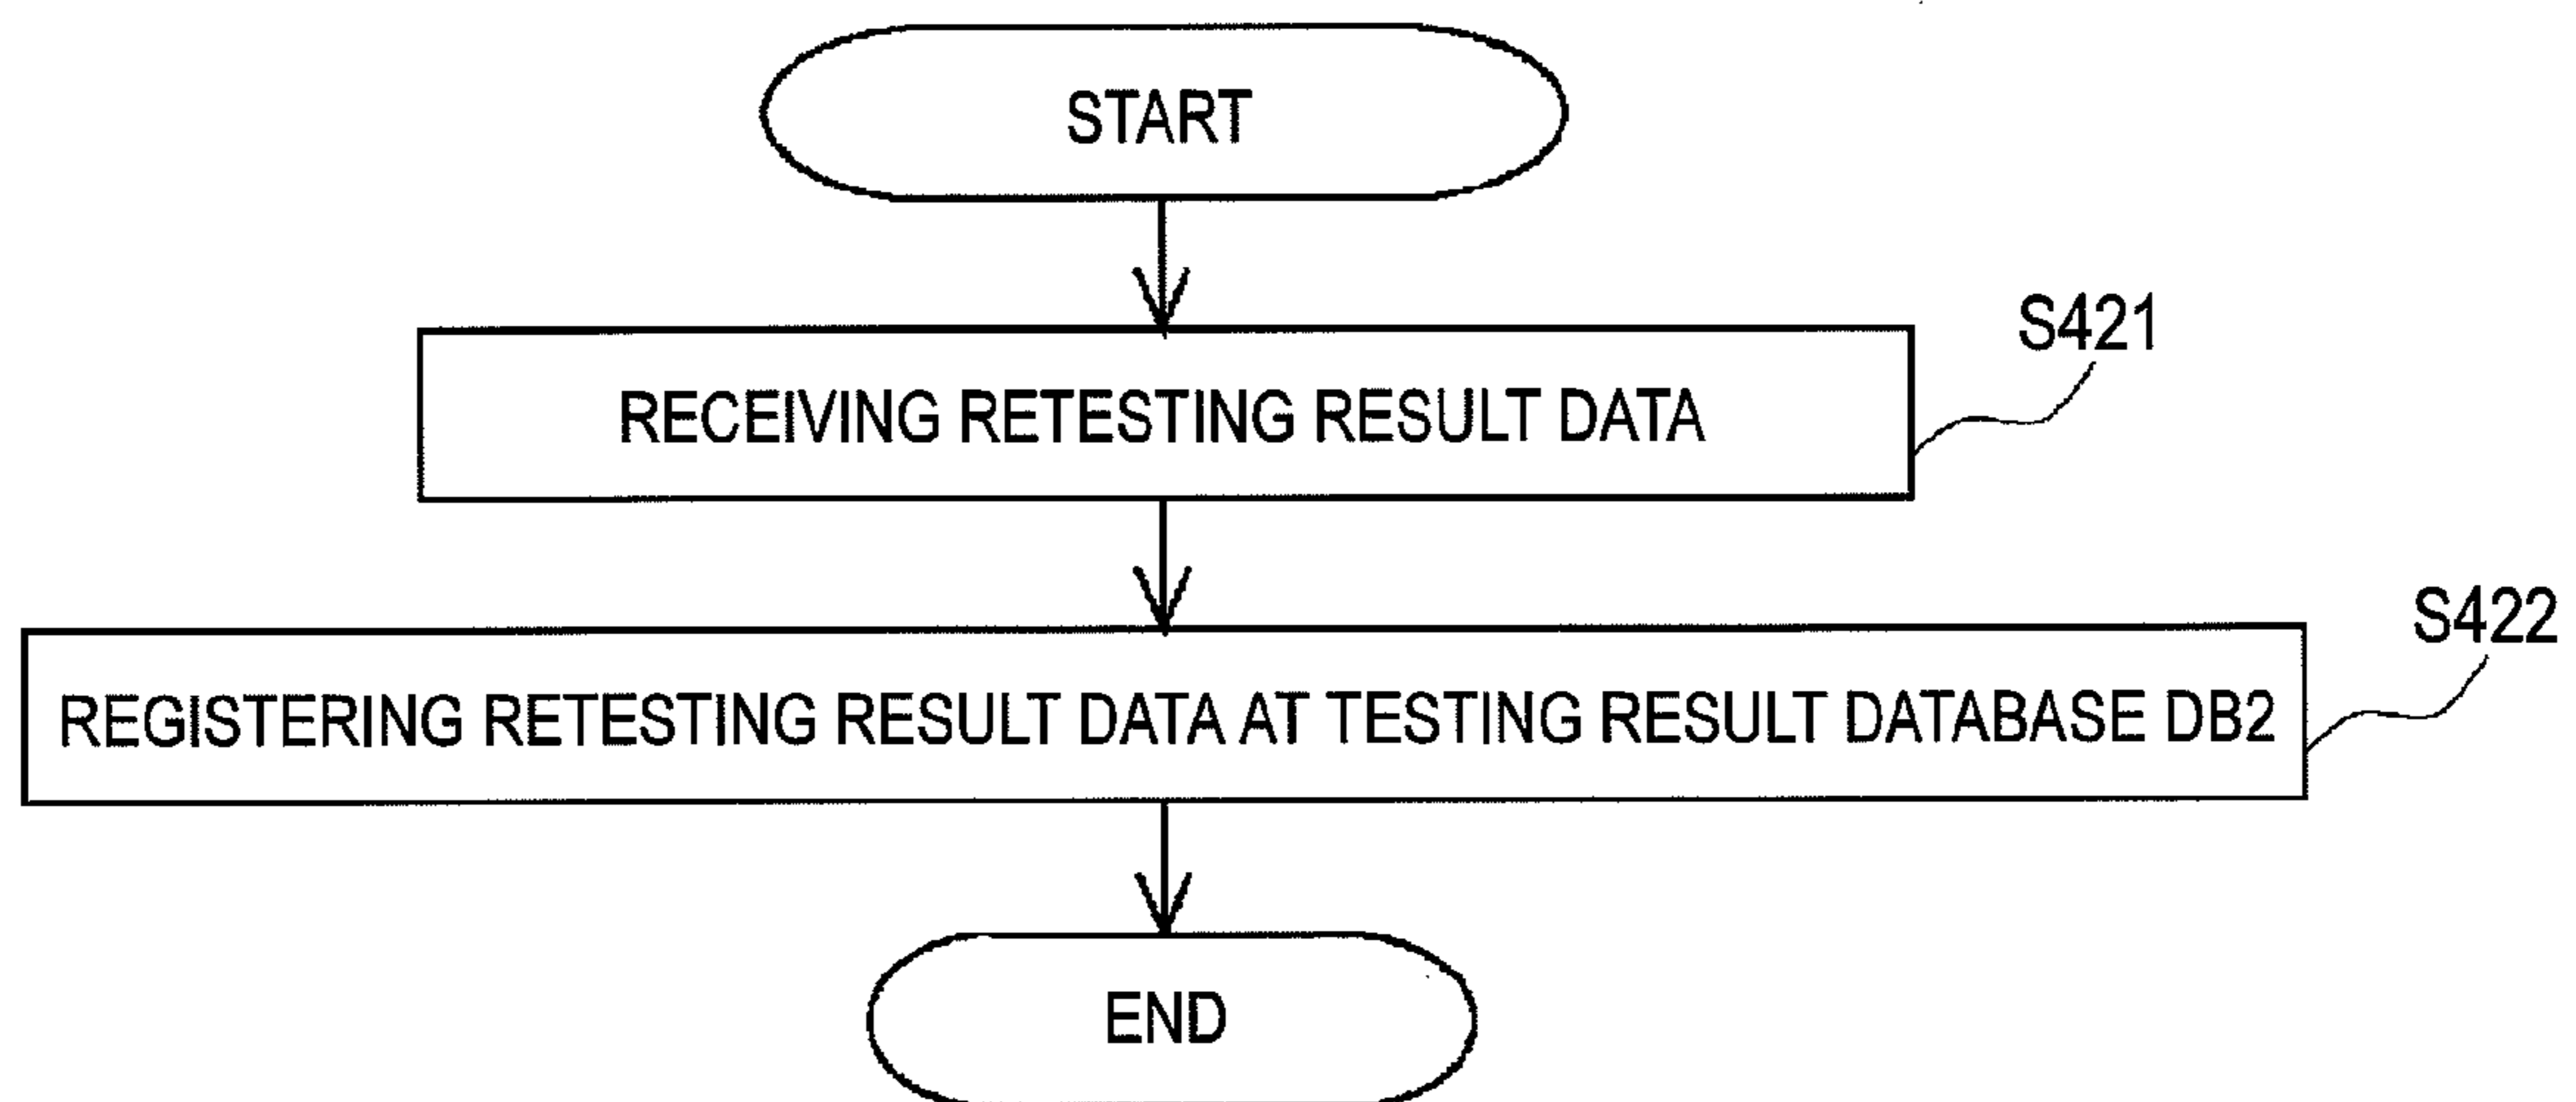 START
S421
RECEIVING RETESTING RESULT DATA
S422
REGISTERING RETESTING RESULT DATA AT TESTING RESULT DATABASE DB2
END